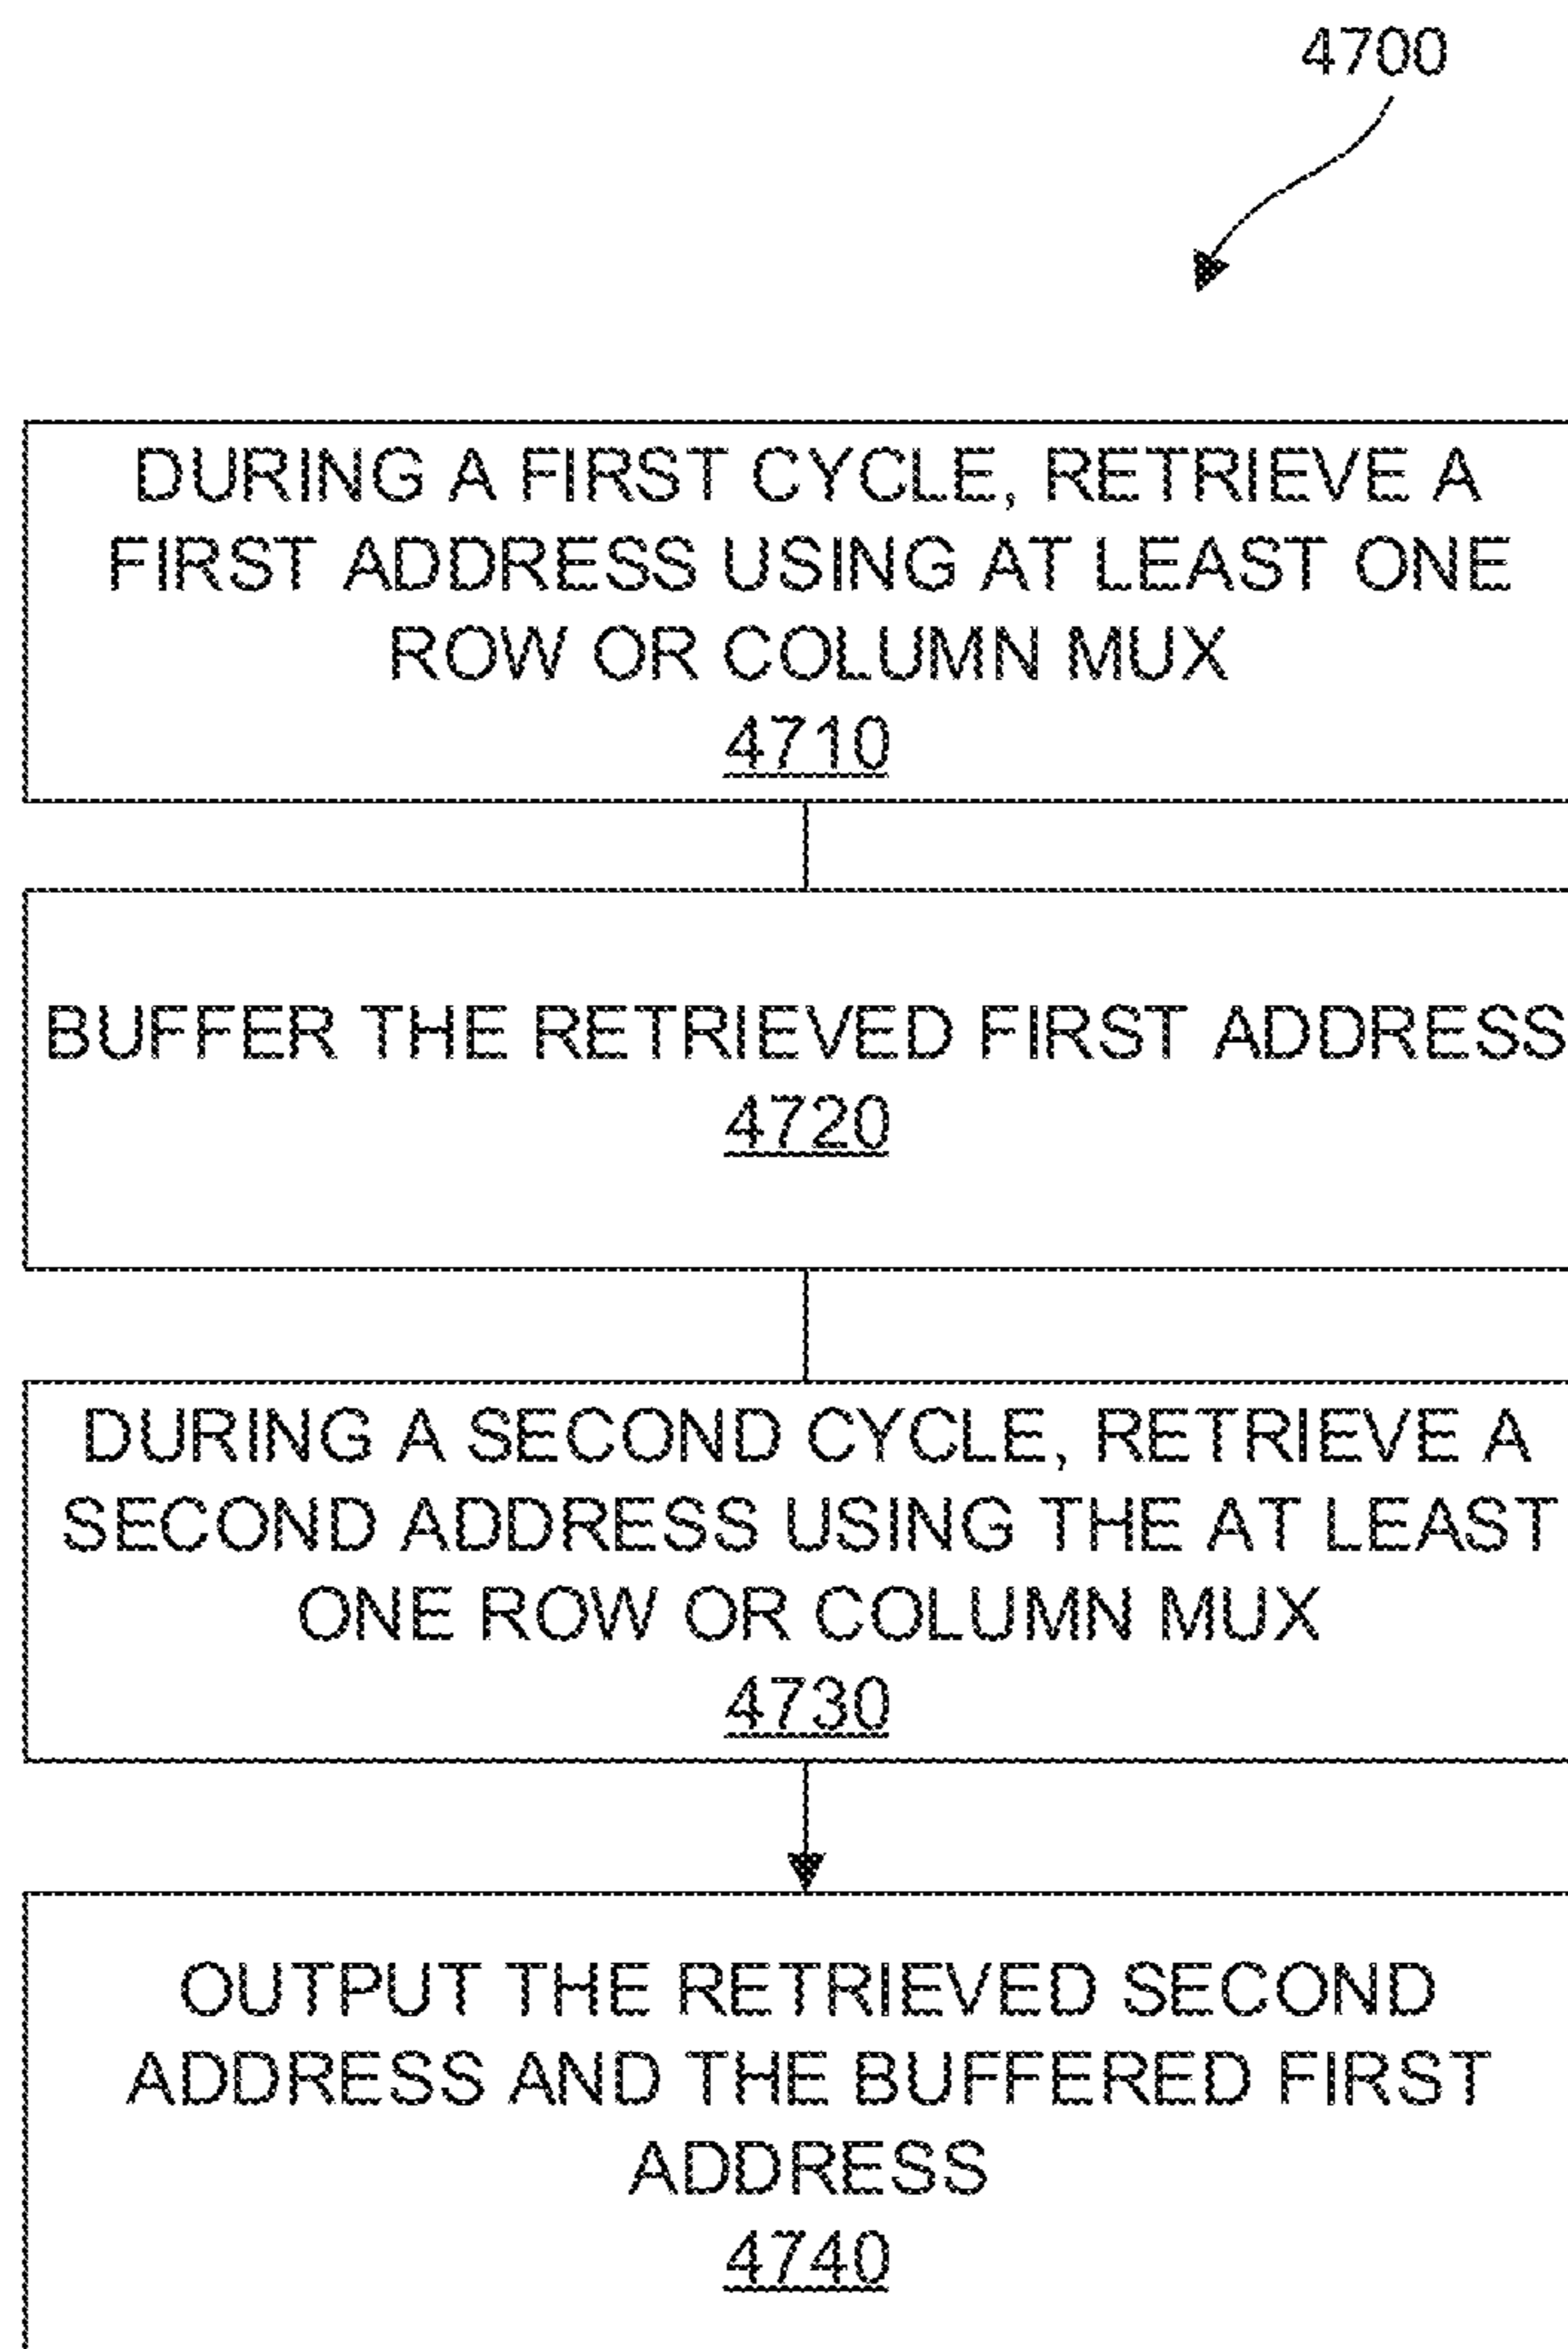 4700
DURING A FIRST CYCLE, RETRIEVE A
FIRST ADDRESS USING AT LEAST ONE
ROW OR COLUMN MUX
4710
BUFFER THE RETRIEVED FIRST ADDRESS
4720
DURING A SECOND CYCLE, RETRIEVE A
SECOND ADDRESS USING THE AT LEAST
ONE ROW OR COLUMN MUX
4730
OUTPUT THE RETRIEVED SECOND
ADDRESS AND THE BUFFERED FIRST
ADDRESS
4740